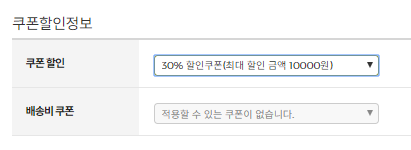 쿠폰할인정보
쿠폰 할인
30% 할인쿠폰(최대 할인 금액 10000원)
배송비 쿠폰
적용할 수 있는 쿠폰이 없습니다.